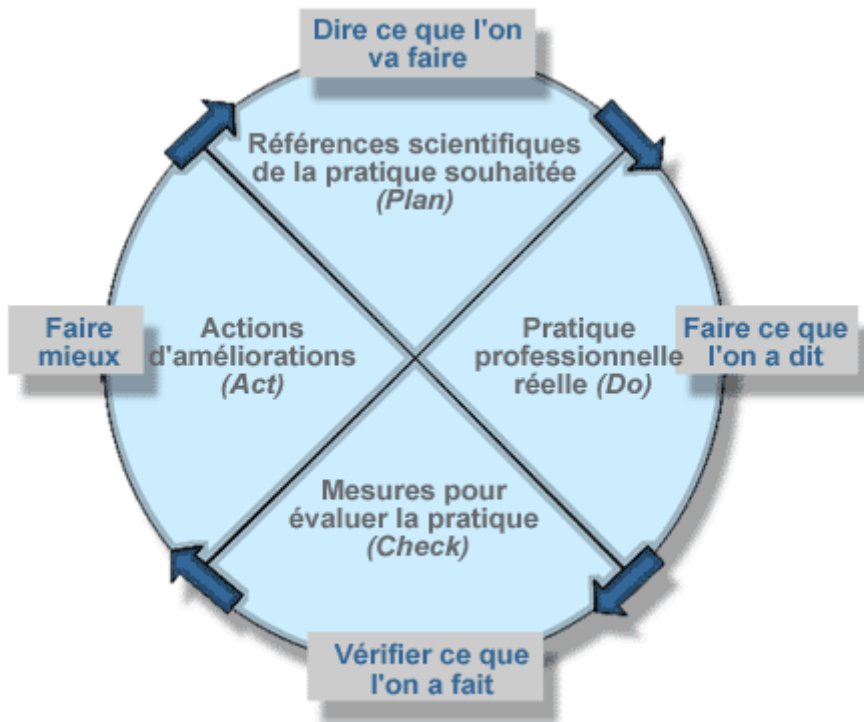 Dire ce que l'on
va faire
Références scientifiques
de la pratique souhaitée
(Plan)
Faire
mieux
Actions
d'améliorations
(Act)
Pratique
professionnelle
réelle (Do)
Faire ce que
l'on a dit
Mesures pour
évaluer la pratique
(Check)
Vérifier ce que
l'on a fait